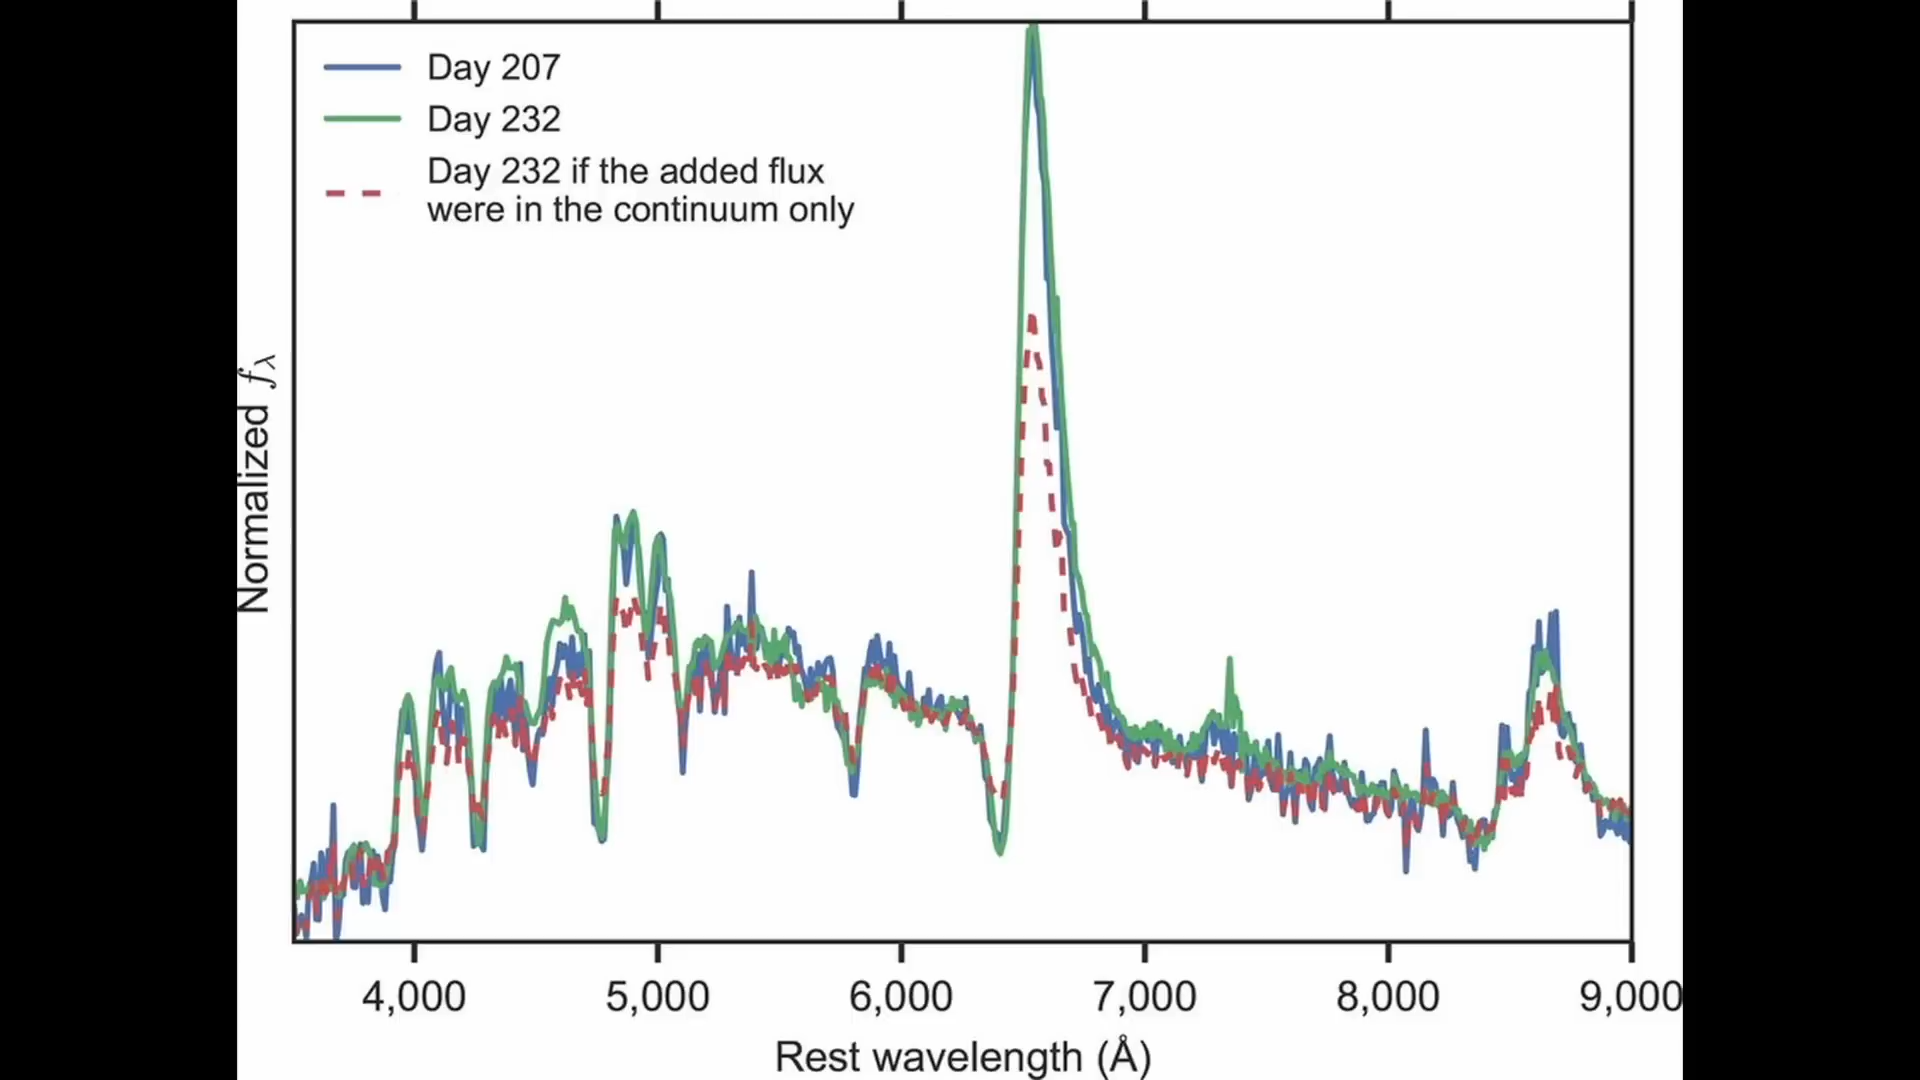 Day 207
Day 232
Day 232 if the added flux
were in the continuum only
Normalized fλ
4,000 5,000 6,000 7,000 8,000 9,000
Rest wavelength (Å)